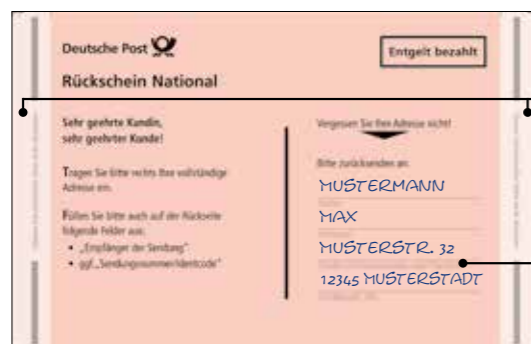 Deutsche Post
Entgelt bezahlt
Rückschein National
Sehr geehrte Kundin,
sehr geehrter Kunde!
Tragen Sie bitte rechts Ihre vollständige
Adresse ein.
Füllen Sie bitte auch auf der Rückseite
folgende Felder aus:
• „Empfänger der Sendung“
• ggf. „Sendungsnummer/Identcode“
Vergessen Sie Ihre Adresse nicht!
Bitte zurücksenden an:
MUSTERMANN
MAX
MUSTERSTR. 32
12345 MUSTERSTADT